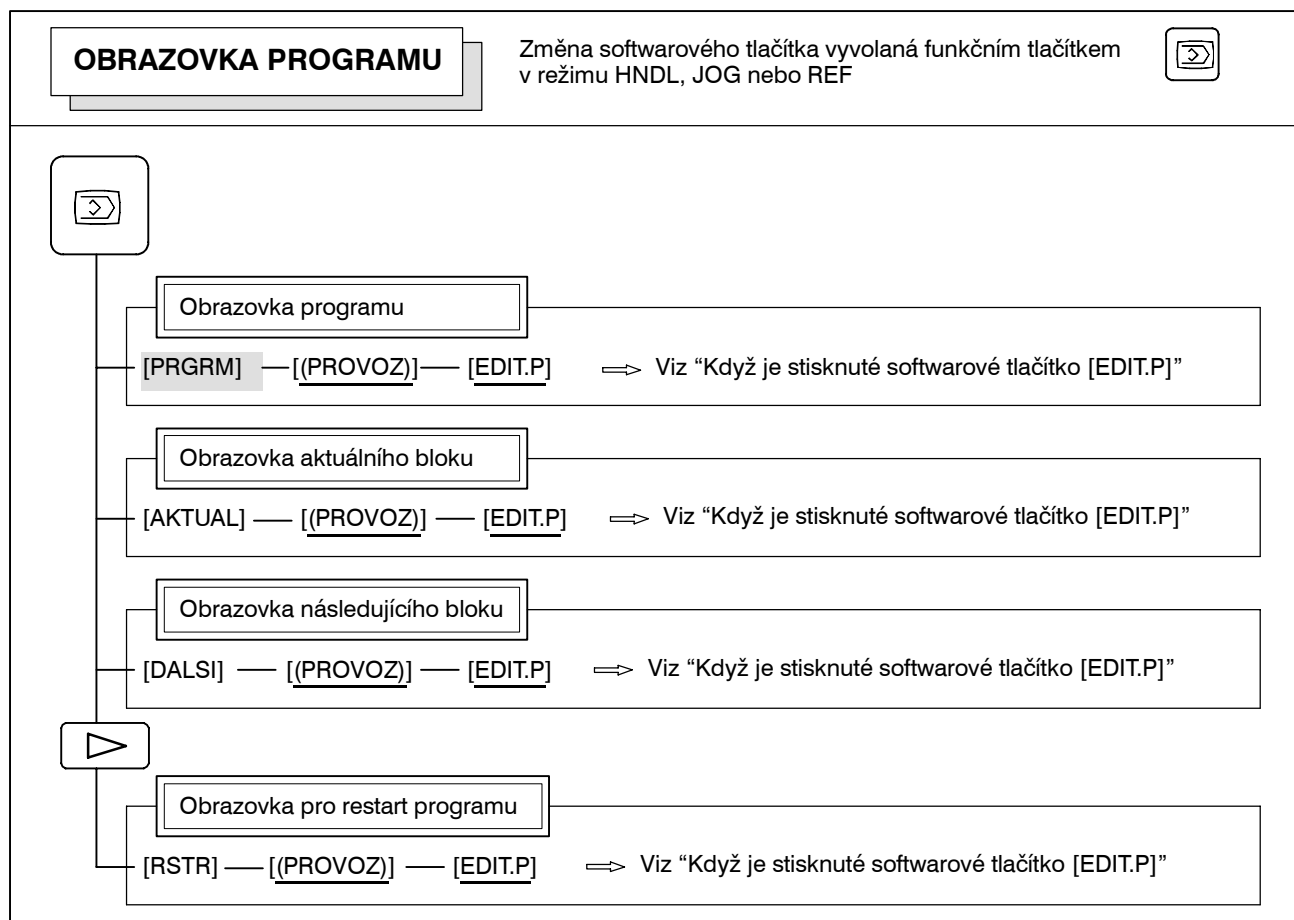 OBRAZOVKA PROGRAMU
Změna softwarového tlačítka vyvolaná funkčním tlačítkem
v režimu HNDL, JOG nebo REF
Obrazovka programu
[PRGRM] [(PROVOZ)] [EDIT.P] Viz “Když je stisknuté softwarové tlačítko [EDIT.P]”
Obrazovka aktuálního bloku
[AKTUAL] [(PROVOZ)] [EDIT.P] Viz “Když je stisknuté softwarové tlačítko [EDIT.P]”
Obrazovka následujícího bloku
[DALSI] [(PROVOZ)] [EDIT.P] Viz “Když je stisknuté softwarové tlačítko [EDIT.P]”
Obrazovka pro restart programu
[RSTR] [(PROVOZ)] [EDIT.P] Viz “Když je stisknuté softwarové tlačítko [EDIT.P]”